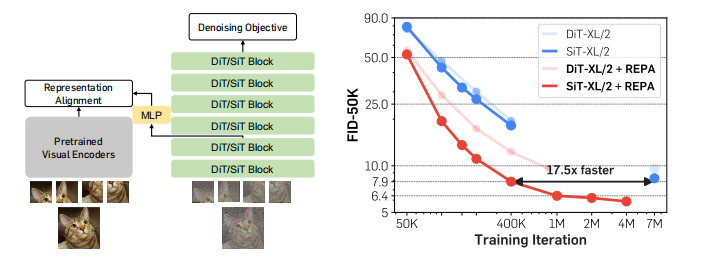 Denoising Objective
DiT/SiT Block
DiT/SiT Block
DiT/SiT Block
DiT/SiT Block
DiT/SiT Block
DiT/SiT Block
Representation
Alignment
MLP
Pretrained
Visual Encoders
FID-50K
90.0
50.0
25.0
10.0
7.9
6.4
5
DiT-XL/2
SiT-XL/2
DiT-XL/2 + REPA
SiT-XL/2 + REPA
17.5x faster
50K
400K
1M
2M
4M
7M
Training Iteration